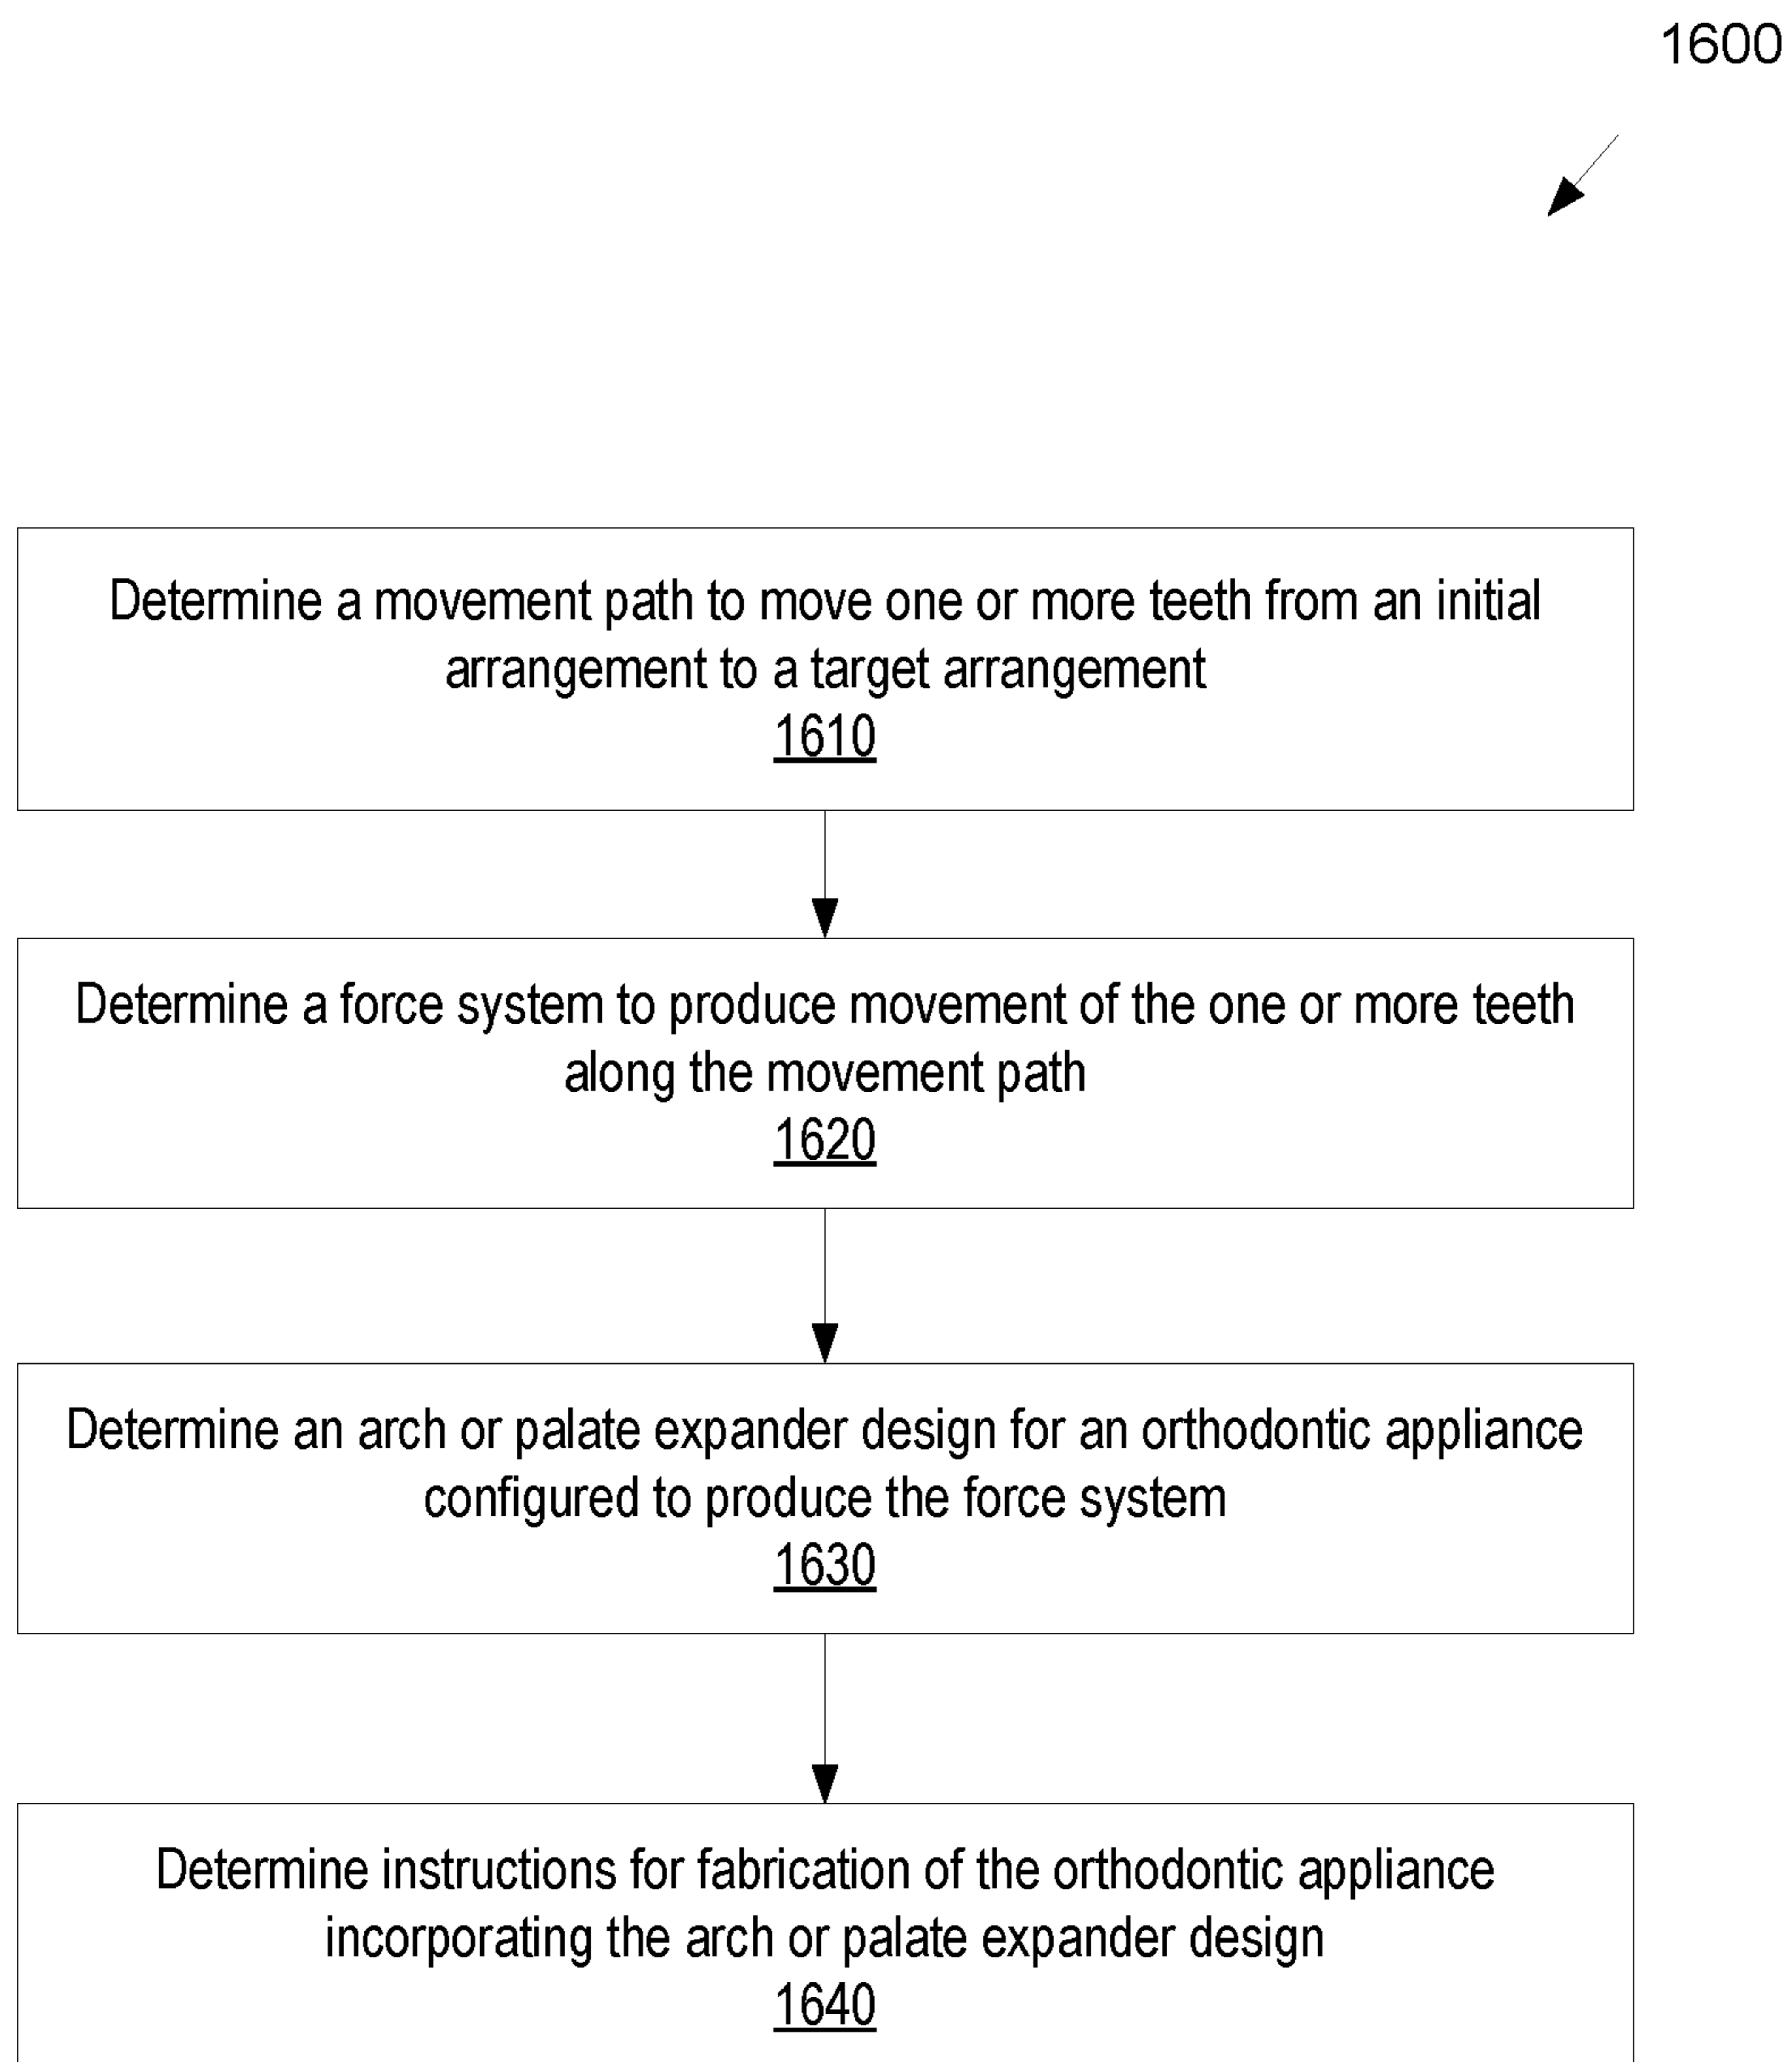 1600
Determine a movement path to move one or more teeth from an initial
arrangement to a target arrangement
1610
Determine a force system to produce movement of the one or more teeth
along the movement path
1620
Determine an arch or palate expander design for an orthodontic appliance
configured to produce the force system
1630
Determine instructions for fabrication of the orthodontic appliance
incorporating the arch or palate expander design
1640